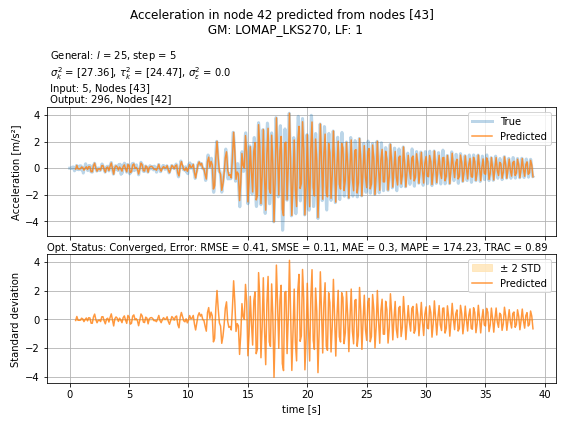 Acceleration in node 42 predicted from nodes [43]
GM: LOMAP_LKS270, LF: 1
General: l = 25, step = 5
σ²ₖ = [27.36], τ²ₖ = [24.47], σ²_ε = 0.0
Input: 5, Nodes [43]
Output: 296, Nodes [42]
Acceleration [m/s²]
4
2
0
−2
−4
True
Predicted
Opt. Status: Converged, Error: RMSE = 0.41, SMSE = 0.11, MAE = 0.3, MAPE = 174.23, TRAC = 0.89
Standard deviation
4
2
0
−2
−4
± 2 STD
Predicted
0 5 10 15 20 25 30 35 40
time [s]